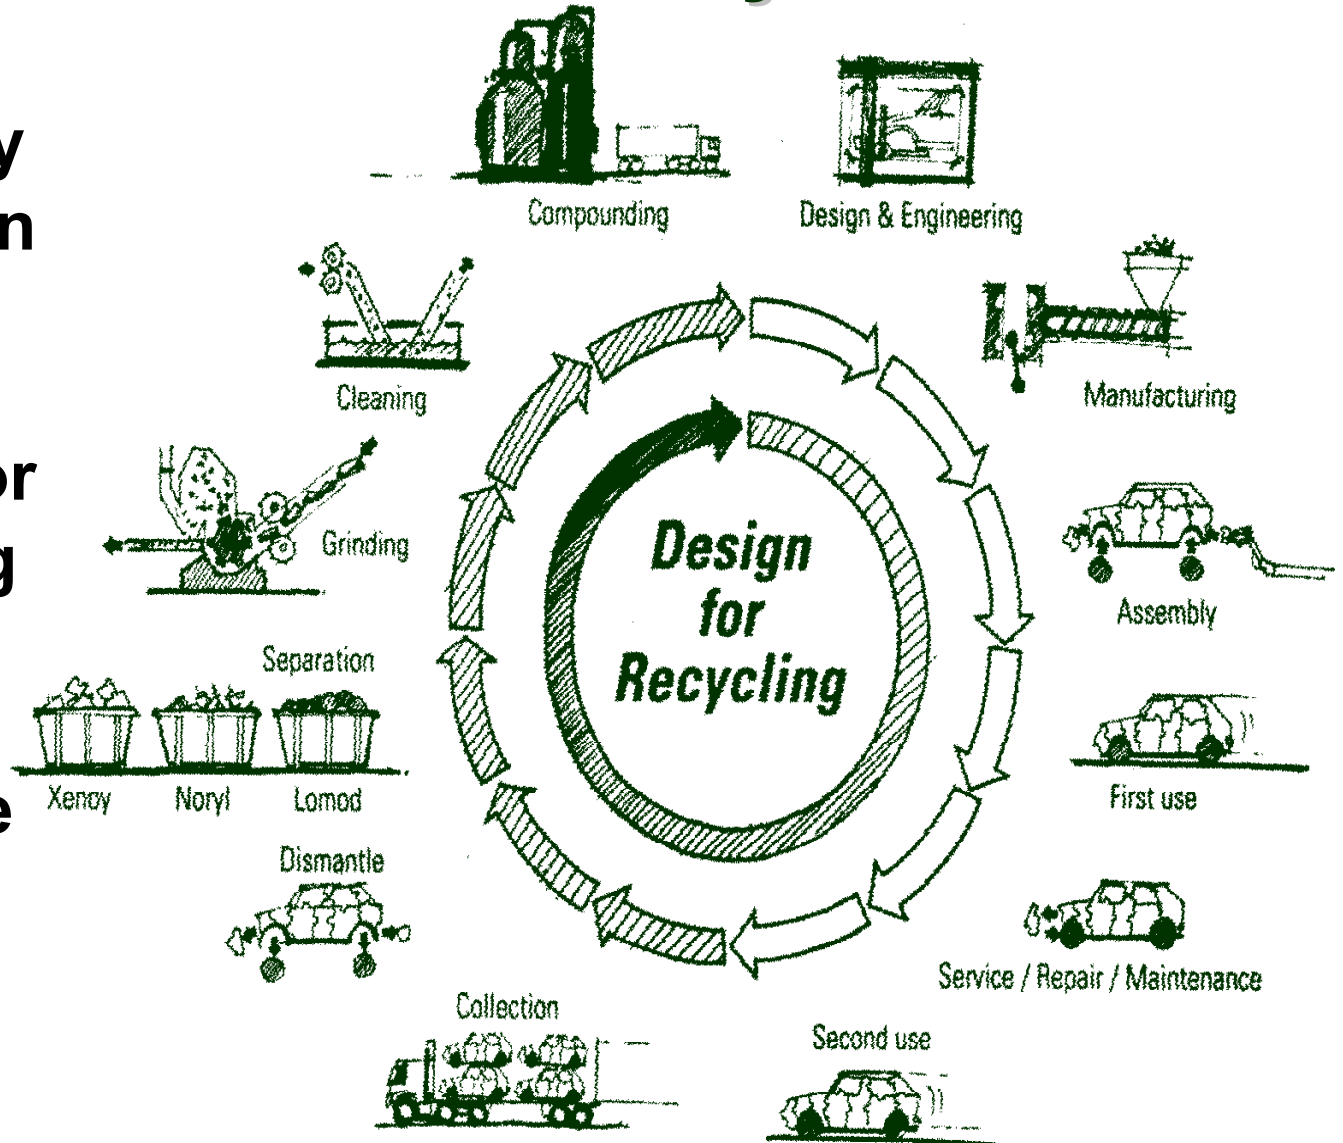 y
n
or
g
e
Compounding
Design & Engineering
Cleaning
Manufacturing
Grinding
Design
for
Recycling
Assembly
Separation
Xenoy
Noryl
Lomod
First use
Dismantle
Service / Repair / Maintenance
Collection
Second use